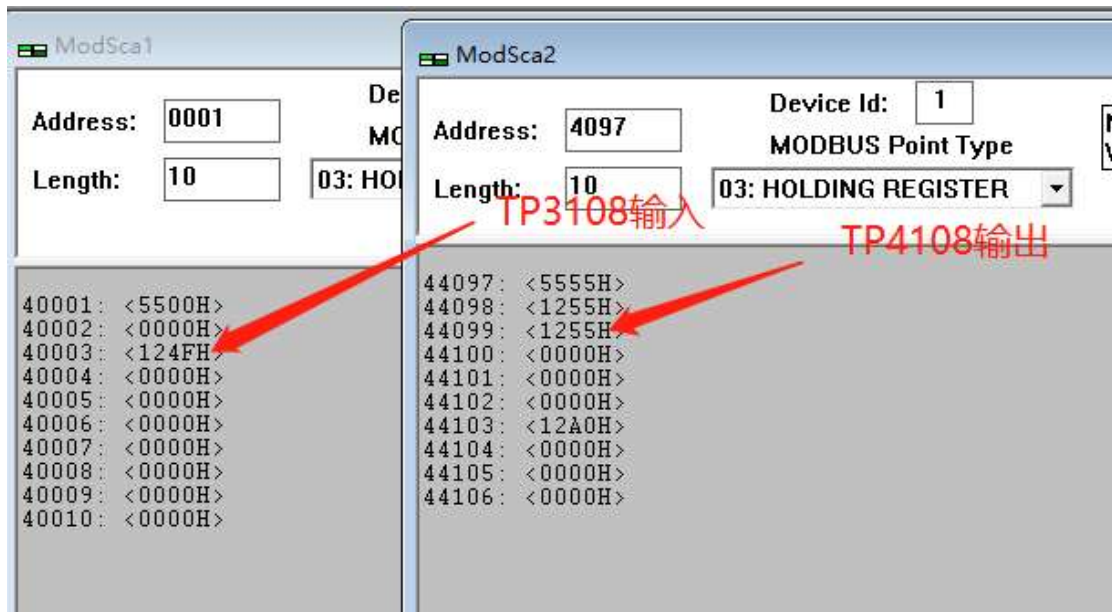 ModSca1
Address: 0001
Length: 10
De
MO
03: HOL
ModSca2
Address: 4097
Length: 10
Device Id: 1
MODBUS Point Type
03: HOLDING REGISTER
TP3108输入
TP4108输出
40001: <5500H>
40002: <0000H>
40003: <124FH>
40004: <0000H>
40005: <0000H>
40006: <0000H>
40007: <0000H>
40008: <0000H>
40009: <0000H>
40010: <0000H>
44097: <5555H>
44098: <1255H>
44099: <1255H>
44100: <0000H>
44101: <0000H>
44102: <0000H>
44103: <12A0H>
44104: <0000H>
44105: <0000H>
44106: <0000H>